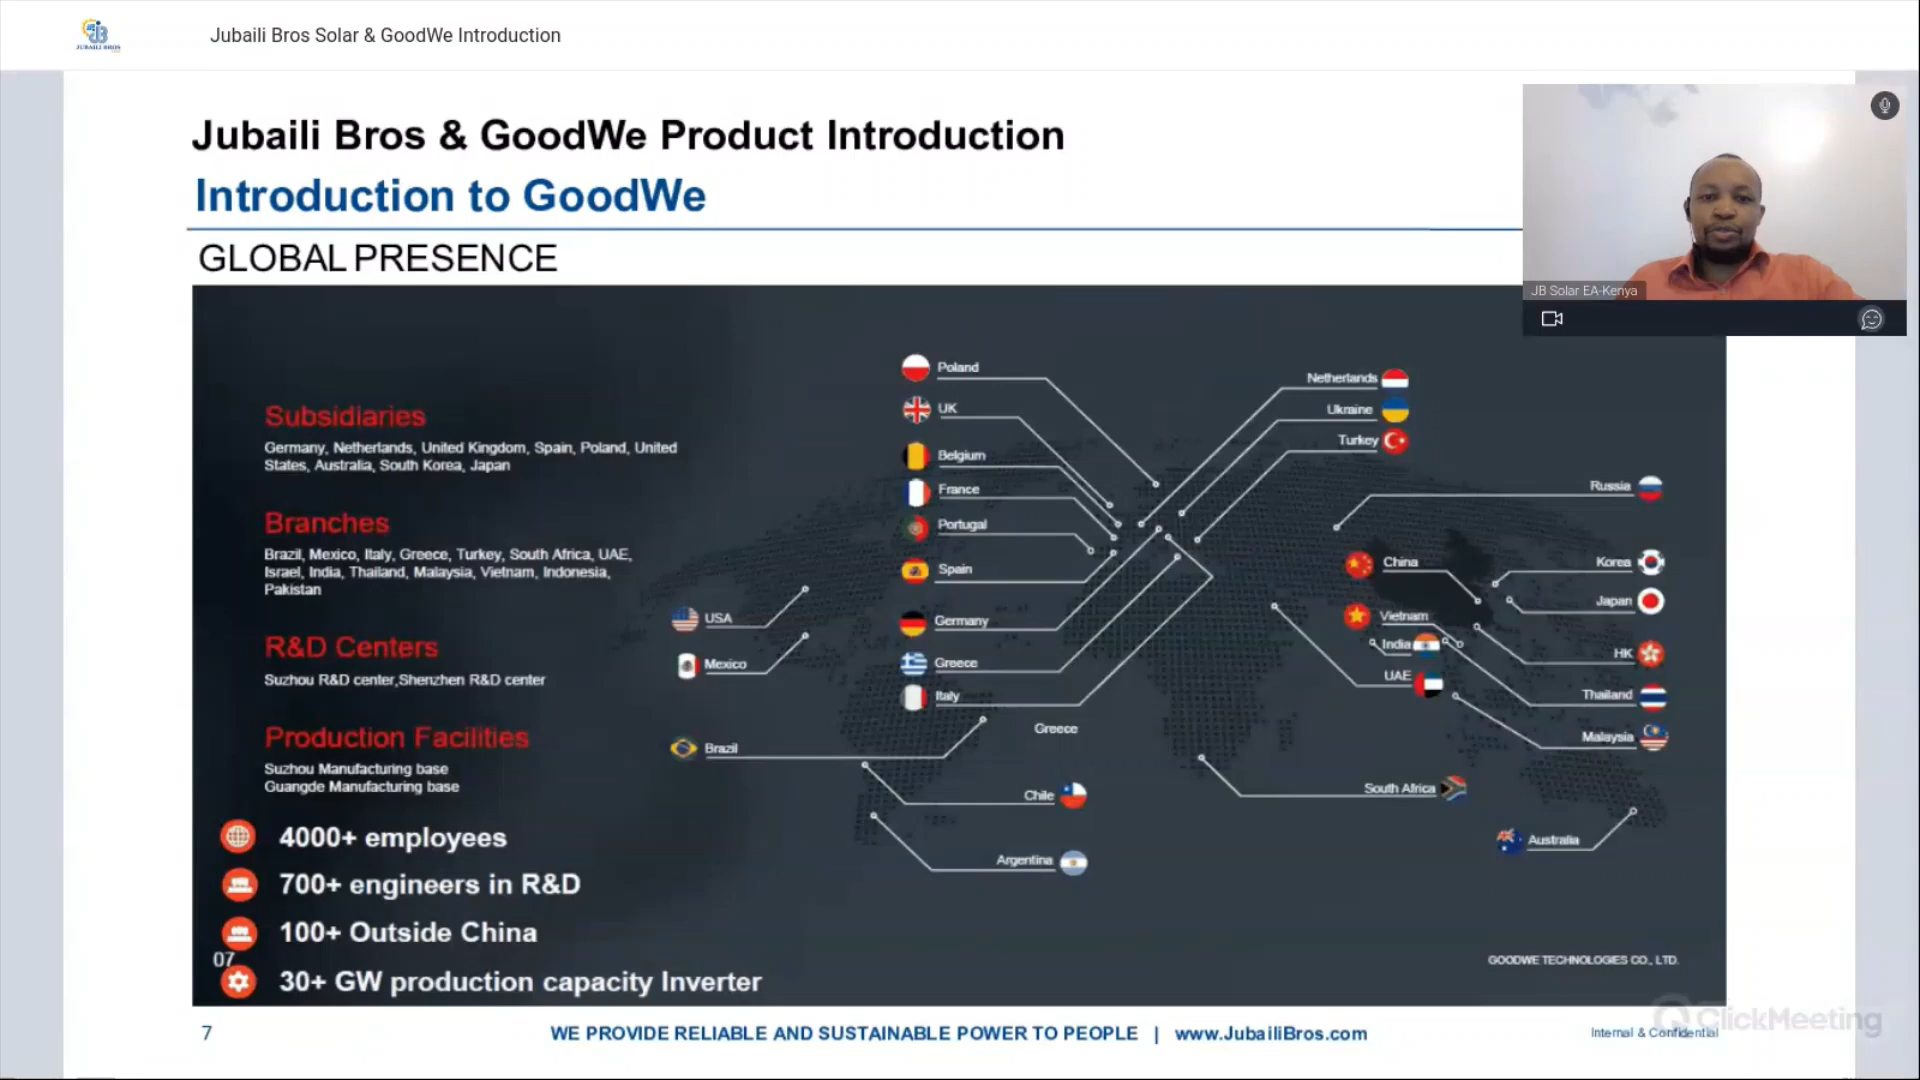 JUBAILI BROS
Jubaili Bros Solar & GoodWe Introduction
Jubaili Bros & GoodWe Product Introduction
Introduction to GoodWe
GLOBAL PRESENCE
JB Solar EA-Kenya
Subsidiaries
Germany, Netherlands, United Kingdom, Spain, Poland, United
States, Australia, South Korea, Japan
Branches
Brazil, Mexico, Italy, Greece, Turkey, South Africa, UAE,
Israel, India, Thailand, Malaysia, Vietnam, Indonesia,
Pakistan
R&D Centers
Suzhou R&D center,Shenzhen R&D center
Production Facilities
Suzhou Manufacturing base
Guangde Manufacturing base
4000+ employees
700+ engineers in R&D
100+ Outside China
07
30+ GW production capacity Inverter
USA
Mexico
Brazil
Poland
UK
Belgium
France
Portugal
Spain
Germany
Greece
Italy
Greece
Chile
Argentina
Netherlands
Ukraine
Turkey
Russia
China
Korea
Japan
Vietnam
India
HK
UAE
Thailand
Malaysia
South Africa
Australia
GOODWE TECHNOLOGIES CO., LTD.
7
WE PROVIDE RELIABLE AND SUSTAINABLE POWER TO PEOPLE | www.JubailiBros.com
Internal & Confidential
ClickMeeting